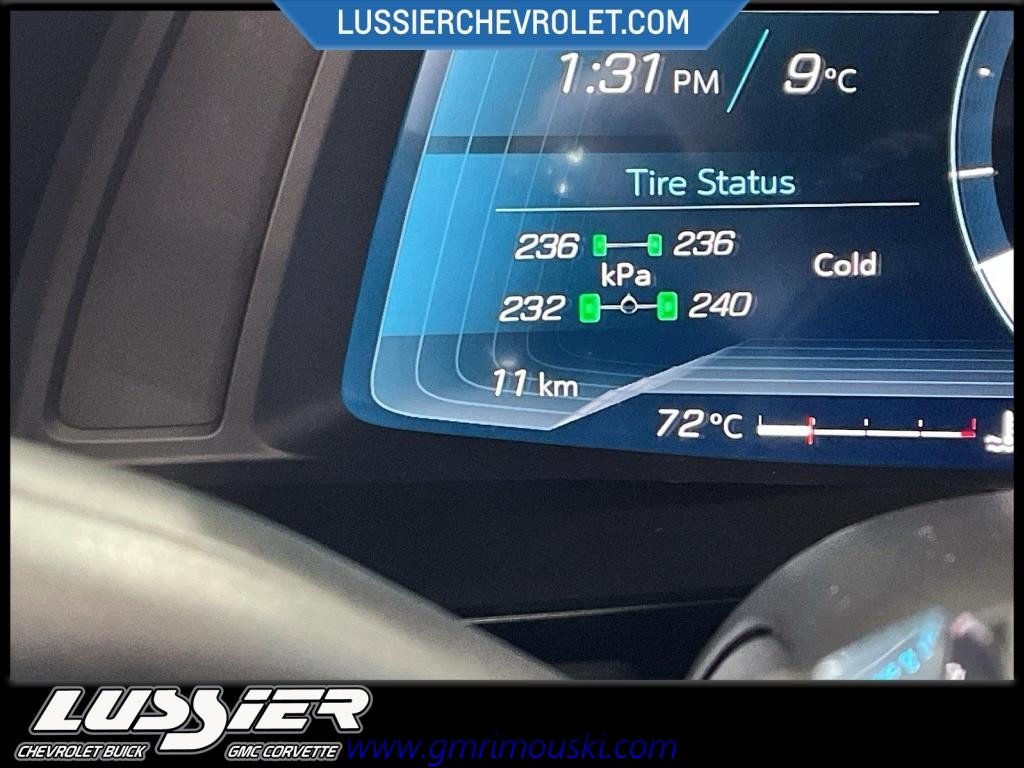 LUSSIERCHEVROLET.COM
1:31 PM / 9°C
Tire Status
236 236
kPa
Cold
232 240
11 km
72°C
LUSSIER
CHEVROLET BUICK GMC CORVETTE
www.gmrimouski.com